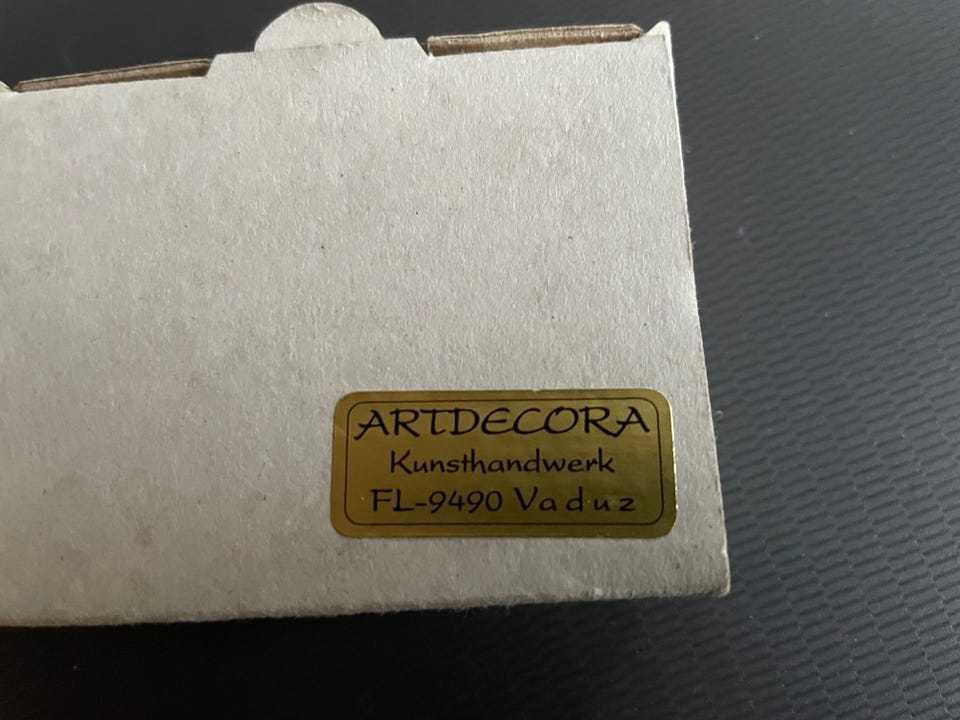 ARTDECORA
Kunsthandwerk
FL-9490 Vaduz